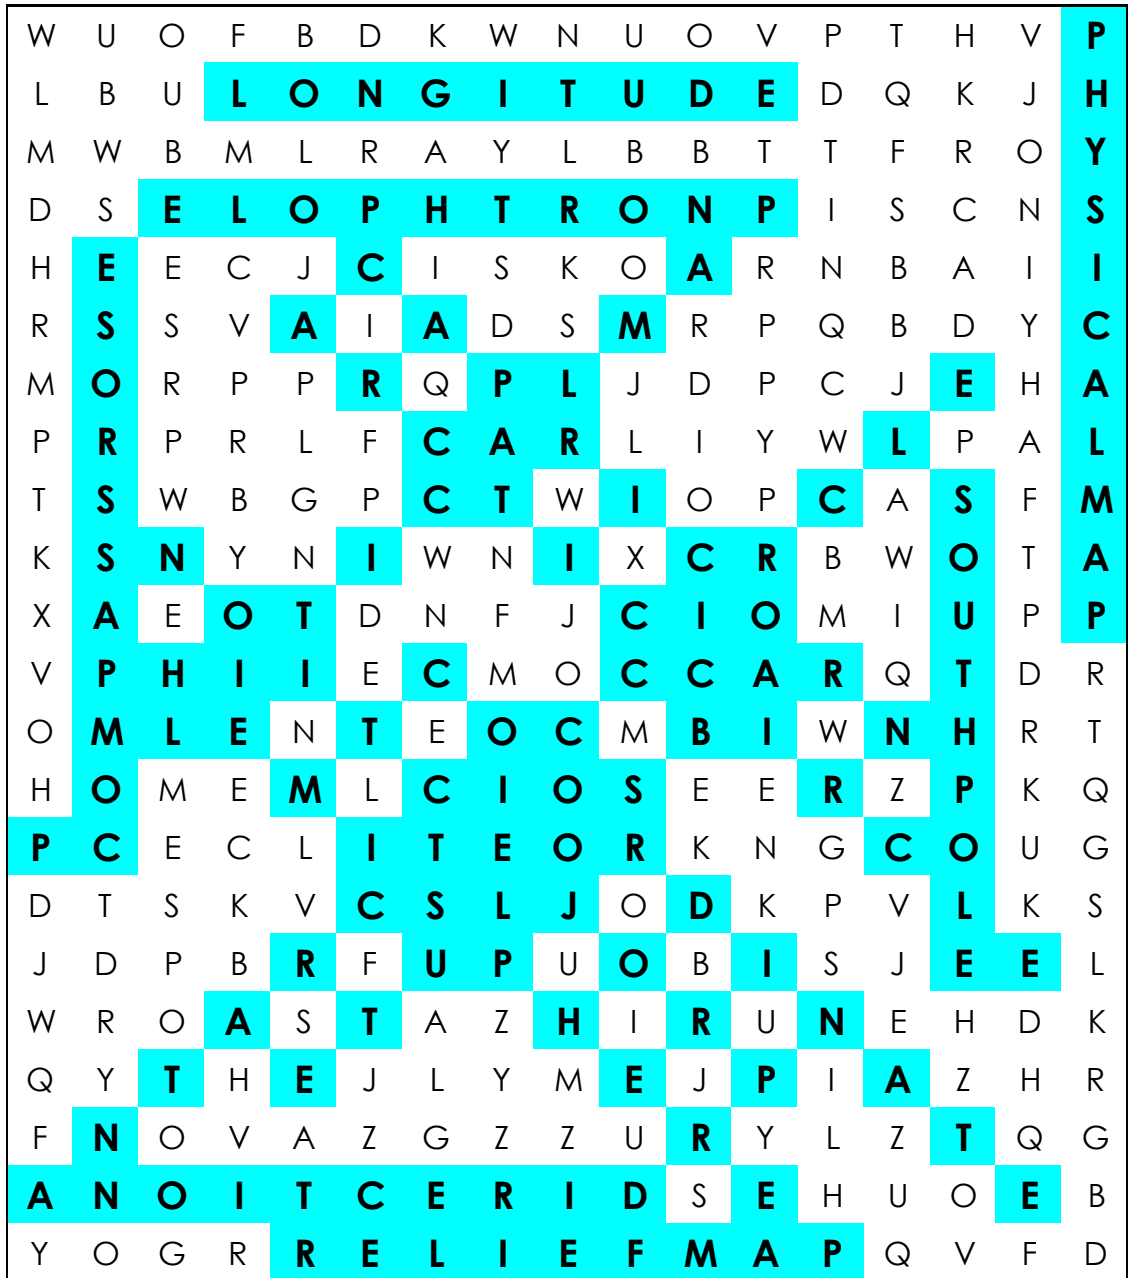 W U O F B D K W N U O V P T H V P
L B U L O N G I T U D E D Q K J H
M W B M L R A Y L B B T T F R O Y
D S E L O P H T R O N P I S C N S
H E E C J C I S K O A R N B A I I
R S S V A I A D S M R P Q B D Y C
M O R P P R Q P L J D P C J E H A
P R P R L F C A R L I Y W L P A L
T S W B G P C T W I O P C A S F M
K S N Y N I W N I X C R B W O T A
X A E O T D N F J C I O M I U P P
V P H I I E C M O C C A R Q T D R
O M L E N T E O C M B I W N H R T
H O M E M L C I O S E E R Z P K Q
P C E C L I T E O R K N G C O U G
D T S K V C S L J O D K P V L K S
J D P B R F U P U O B I S J E E L
W R O A S T A Z H I R U N E H D K
Q Y T H E J L Y M E J P I A Z H R
F N O V A Z G Z Z U R Y L Z T Q G
A N O I T C E R I D S E H U O E B
Y O G R R E L I E F M A P Q V F D